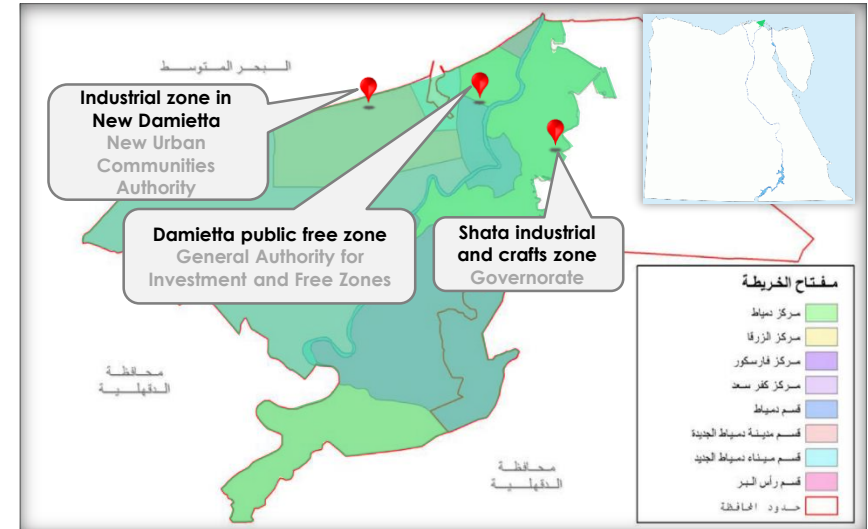 البحر المتوسط
Industrial zone in
New Damietta
New Urban
Communities
Authority
Damietta public free zone
General Authority for
Investment and Free Zones
Shata industrial
and crafts zone
Governorate
محافظة
الدقهلية
محافظة
الدقهلية
مفتاح الخريطة
مركز دمياط
مركز الزرقا
مركز فارسكور
مركز كفر سعد
قسم دمياط
قسم مدينة دمياط الجديدة
قسم ميناء دمياط الجديد
قسم رأس البر
حدود المحافظة